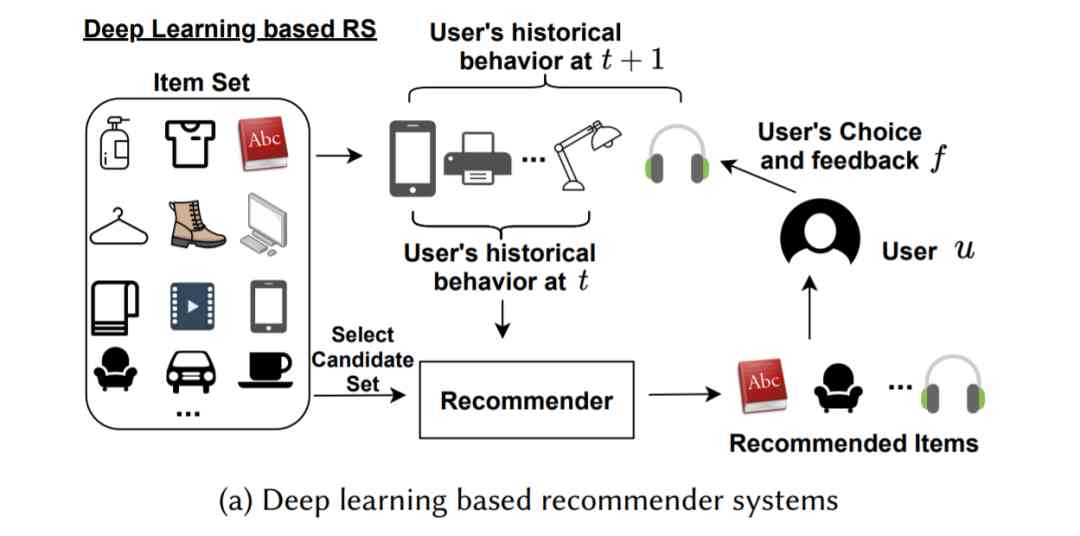 Deep Learning based RS
User's historical
behavior at t + 1
Item Set
Abc
...
User's Choice
and feedback f
User's historical
behavior at t
User u
Select
Candidate
Set
Recommender
Abc
...
Recommended Items
...
(a) Deep learning based recommender systems